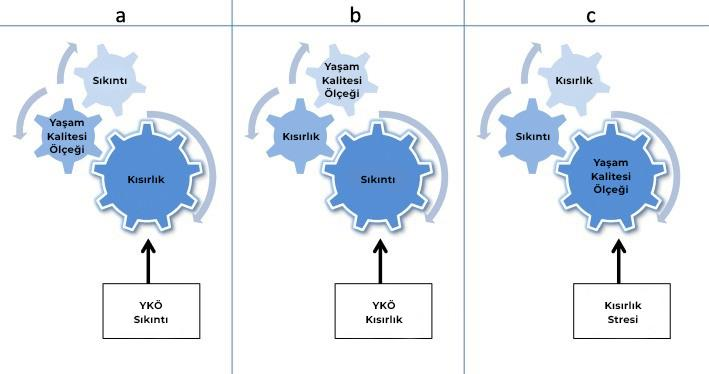 a
Sıkıntı
Yaşam
Kalitesi
Ölçeği
Kısırlık
YKÖ
Sıkıntı
b
Yaşam
Kalitesi
Ölçeği
Kısırlık
Sıkıntı
YKÖ
Kısırlık
c
Kısırlık
Sıkıntı
Yaşam
Kalitesi
Ölçeği
Kısırlık
Stresi